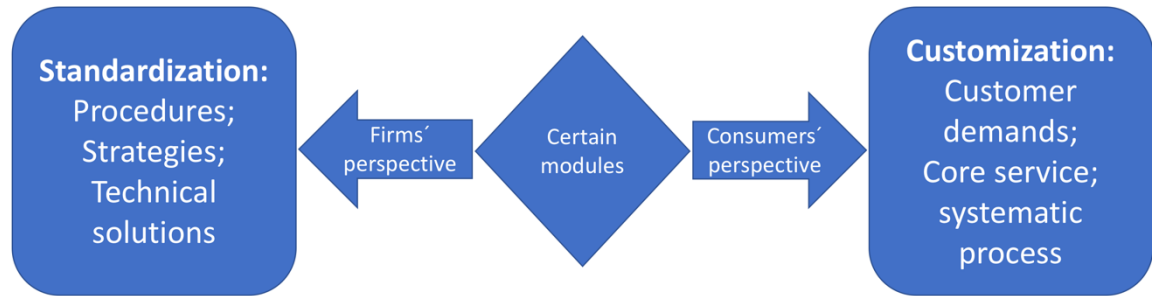 Standardization:
Procedures;
Strategies;
Technical
solutions
Firms´
perspective
Certain
modules
Consumers´
perspective
Customization:
Customer
demands;
Core service;
systematic
process